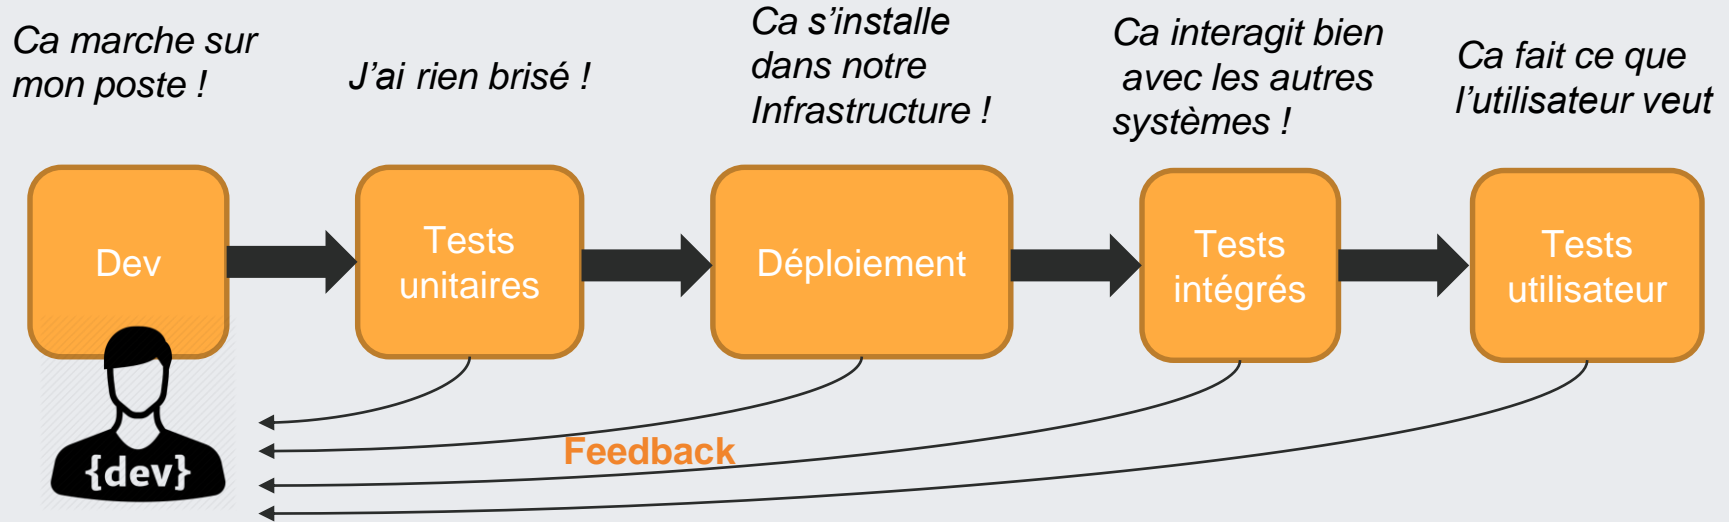 Ca marche sur
mon poste !
J’ai rien brisé !
Ca s’installe
dans notre
Infrastructure !
Ca interagit bien
avec les autres
systèmes !
Ca fait ce que
l’utilisateur veut
Dev
Tests
unitaires
Déploiement
Tests
intégrés
Tests
utilisateur
Feedback
{dev}